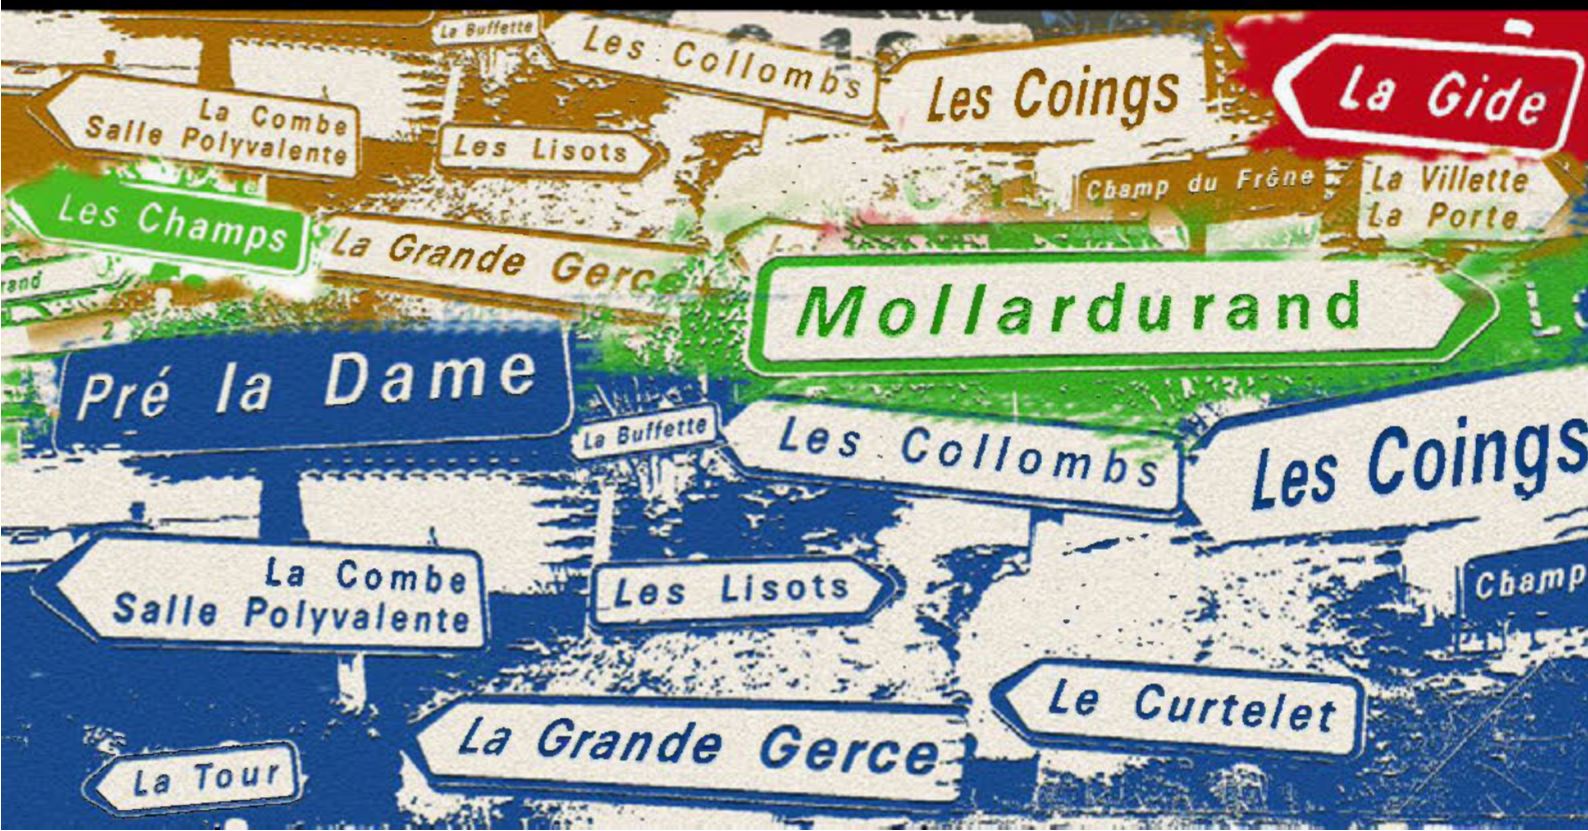 La Buffette
Les Collombs
Les Coings
La Gide
La Combe
Salle Polyvalente
Les Lisots
Champ du Frêne
La Villette
La Porte
Les Champs
La Grande Gerce
La
rand
Mollardurand
Pré la Dame
La Buffette
Les Collombs
Les Coings
La Combe
Salle Polyvalente
Les Lisots
Champ
Le Curtelet
La Grande Gerce
La Tour